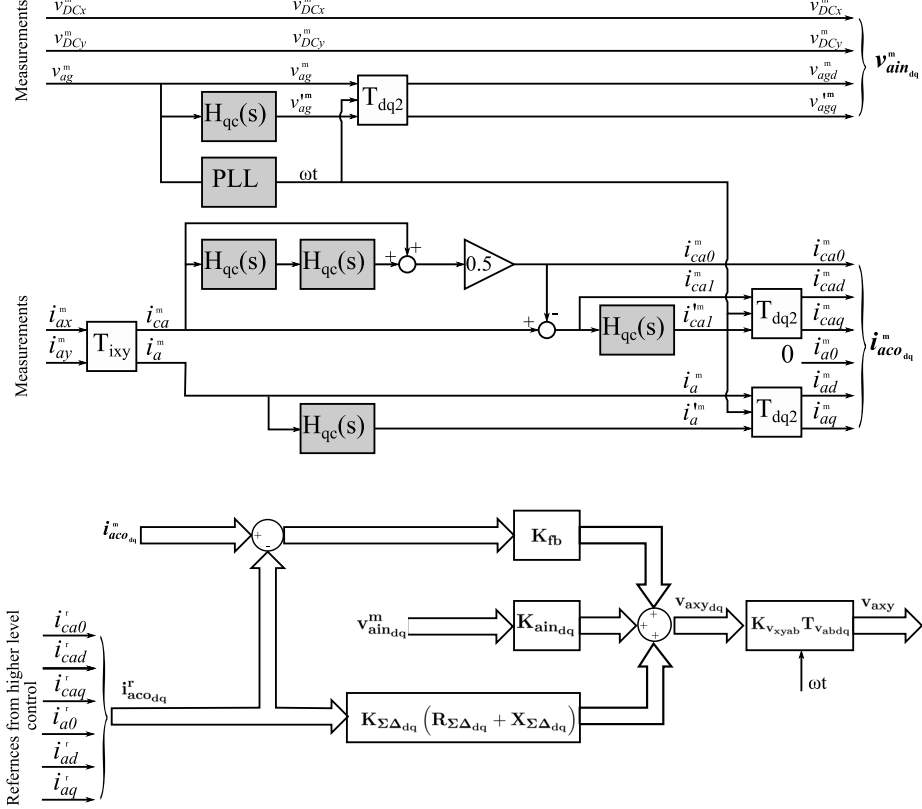 v^m_DCx v^m_DCx v^m_DCx
v^m_DCy v^m_DCy v^m_DCy
Measurements
v^m_ag v^m_ag v^m_agd
v^m_ain_dq
H_qc(s) v'^m_ag T_dq2 v'^m_agq
PLL ωt
+ +
H_qc(s) H_qc(s) 0.5 i^m_ca0 i^m_ca0
i^m_ca1 i^m_cad
Measurements
i^m_ax i^m_ca + - H_qc(s) i'^m_ca1 T_dq2 i^m_caq
i^m_ay T_ixy i^m_a 0 i^m_a0
i^m_aco_dq
i^m_a i^m_ad
H_qc(s) i'^m_a T_dq2 i^m_aq
i^m_aco_dq + - K_fb
v^m_ain_dq K_ain_dq + + + v_axy_dq K_v_xyab T_v_abdq v_axy
ωt
Refernces from higher level
control
i^r_ca0
i^r_cad
i^r_caq
i^r_a0
i^r_ad
i^r_aq
i^r_aco_dq K_ΣΔ_dq (R_ΣΔ_dq + X_ΣΔ_dq)